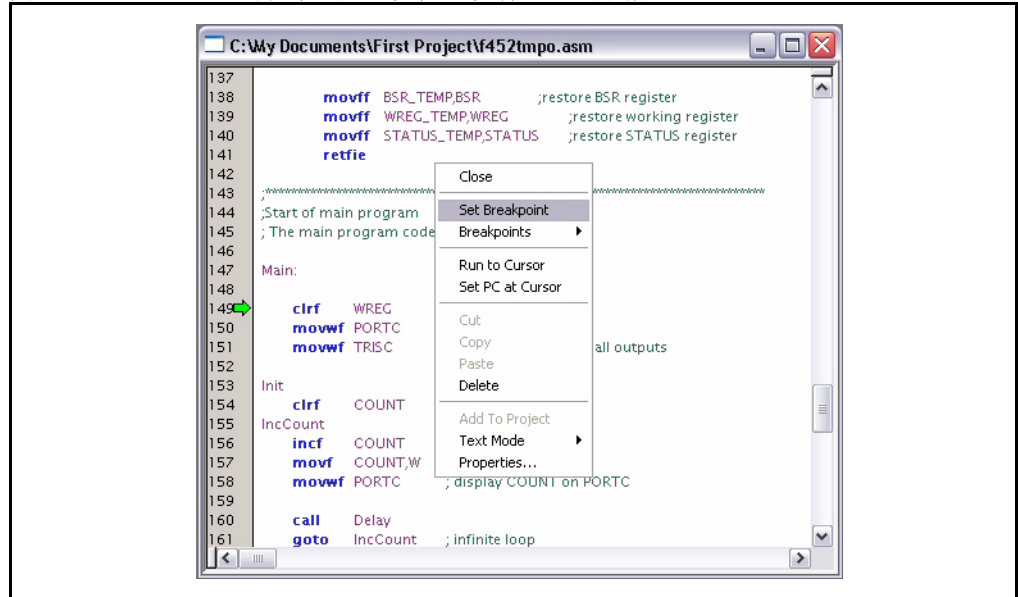 C:\My Documents\First Project\f452tmpo.asm
137
138 movff BSR_TEMP,BSR ;restore BSR register
139 movff WREG_TEMP,WREG ;restore working register
140 movff STATUS_TEMP,STATUS ;restore STATUS register
141 retfie
142
143
144 ;Start of main program
145 ; The main program code
146
147 Main:
148
149 clrf WREG
150 movwf PORTC
151 movwf TRISC all outputs
152
153 Init
154 clrf COUNT
155 IncCount
156 incf COUNT
157 movf COUNT,W
158 movwf PORTC ; display COUNT on PORTC
159
160 call Delay
161 goto IncCount ; infinite loop
Close
Set Breakpoint
Breakpoints
Run to Cursor
Set PC at Cursor
Cut
Copy
Paste
Delete
Add To Project
Text Mode
Properties...